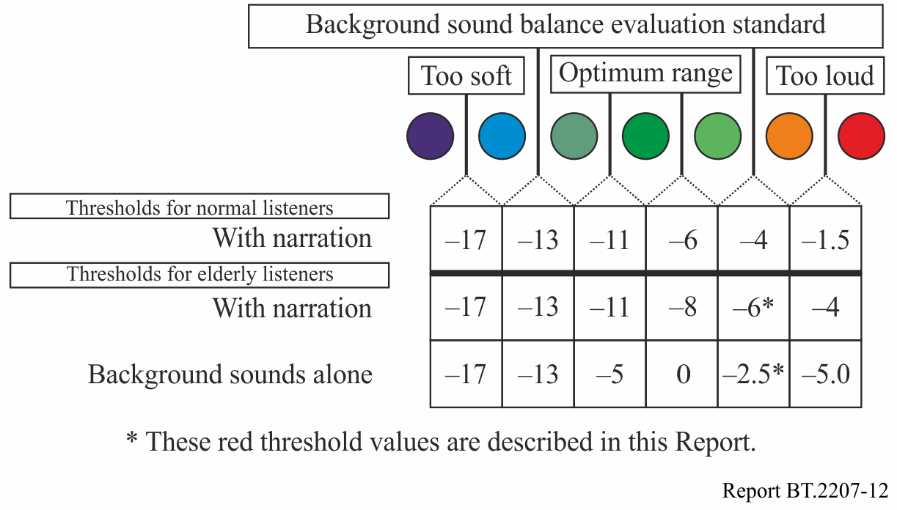 Background sound balance evaluation standard
Too soft Optimum range Too loud
Thresholds for normal listeners
With narration –17 –13 –11 –6 –4 –1.5
Thresholds for elderly listeners
With narration –17 –13 –11 –8 –6* –4
Background sounds alone –17 –13 –5 0 –2.5* –5.0
* These red threshold values are described in this Report.
Report BT.2207-12